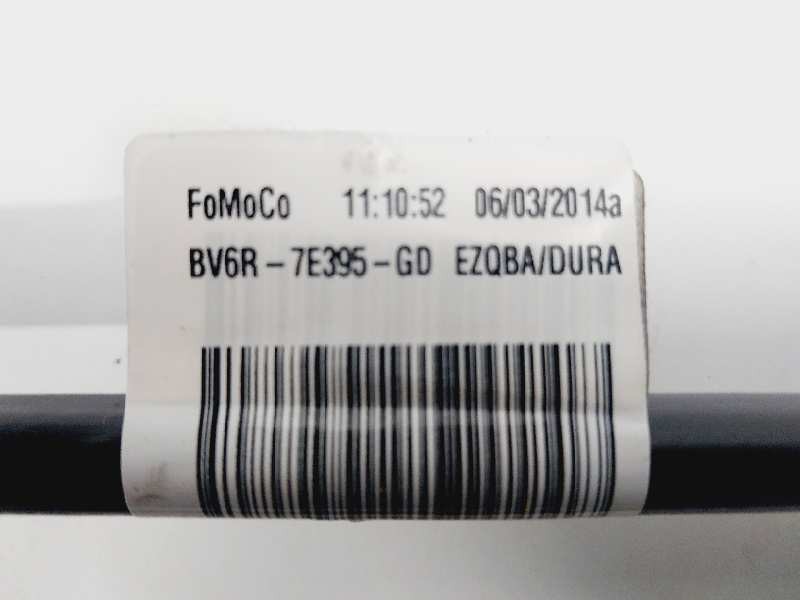 FoMoCo 11:10:52 06/03/2014a
BV6R-7E395-GD EZQBA/DURA